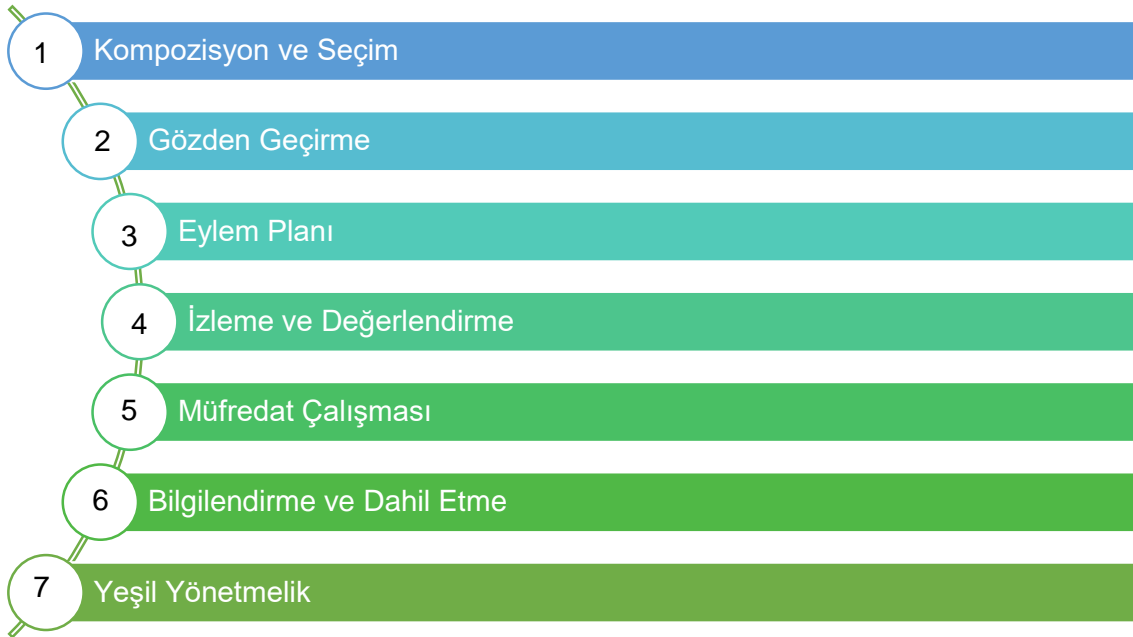 1 Kompozisyon ve Seçim
2 Gözden Geçirme
3 Eylem Planı
4 İzleme ve Değerlendirme
5 Müfredat Çalışması
6 Bilgilendirme ve Dahil Etme
7 Yeşil Yönetmelik